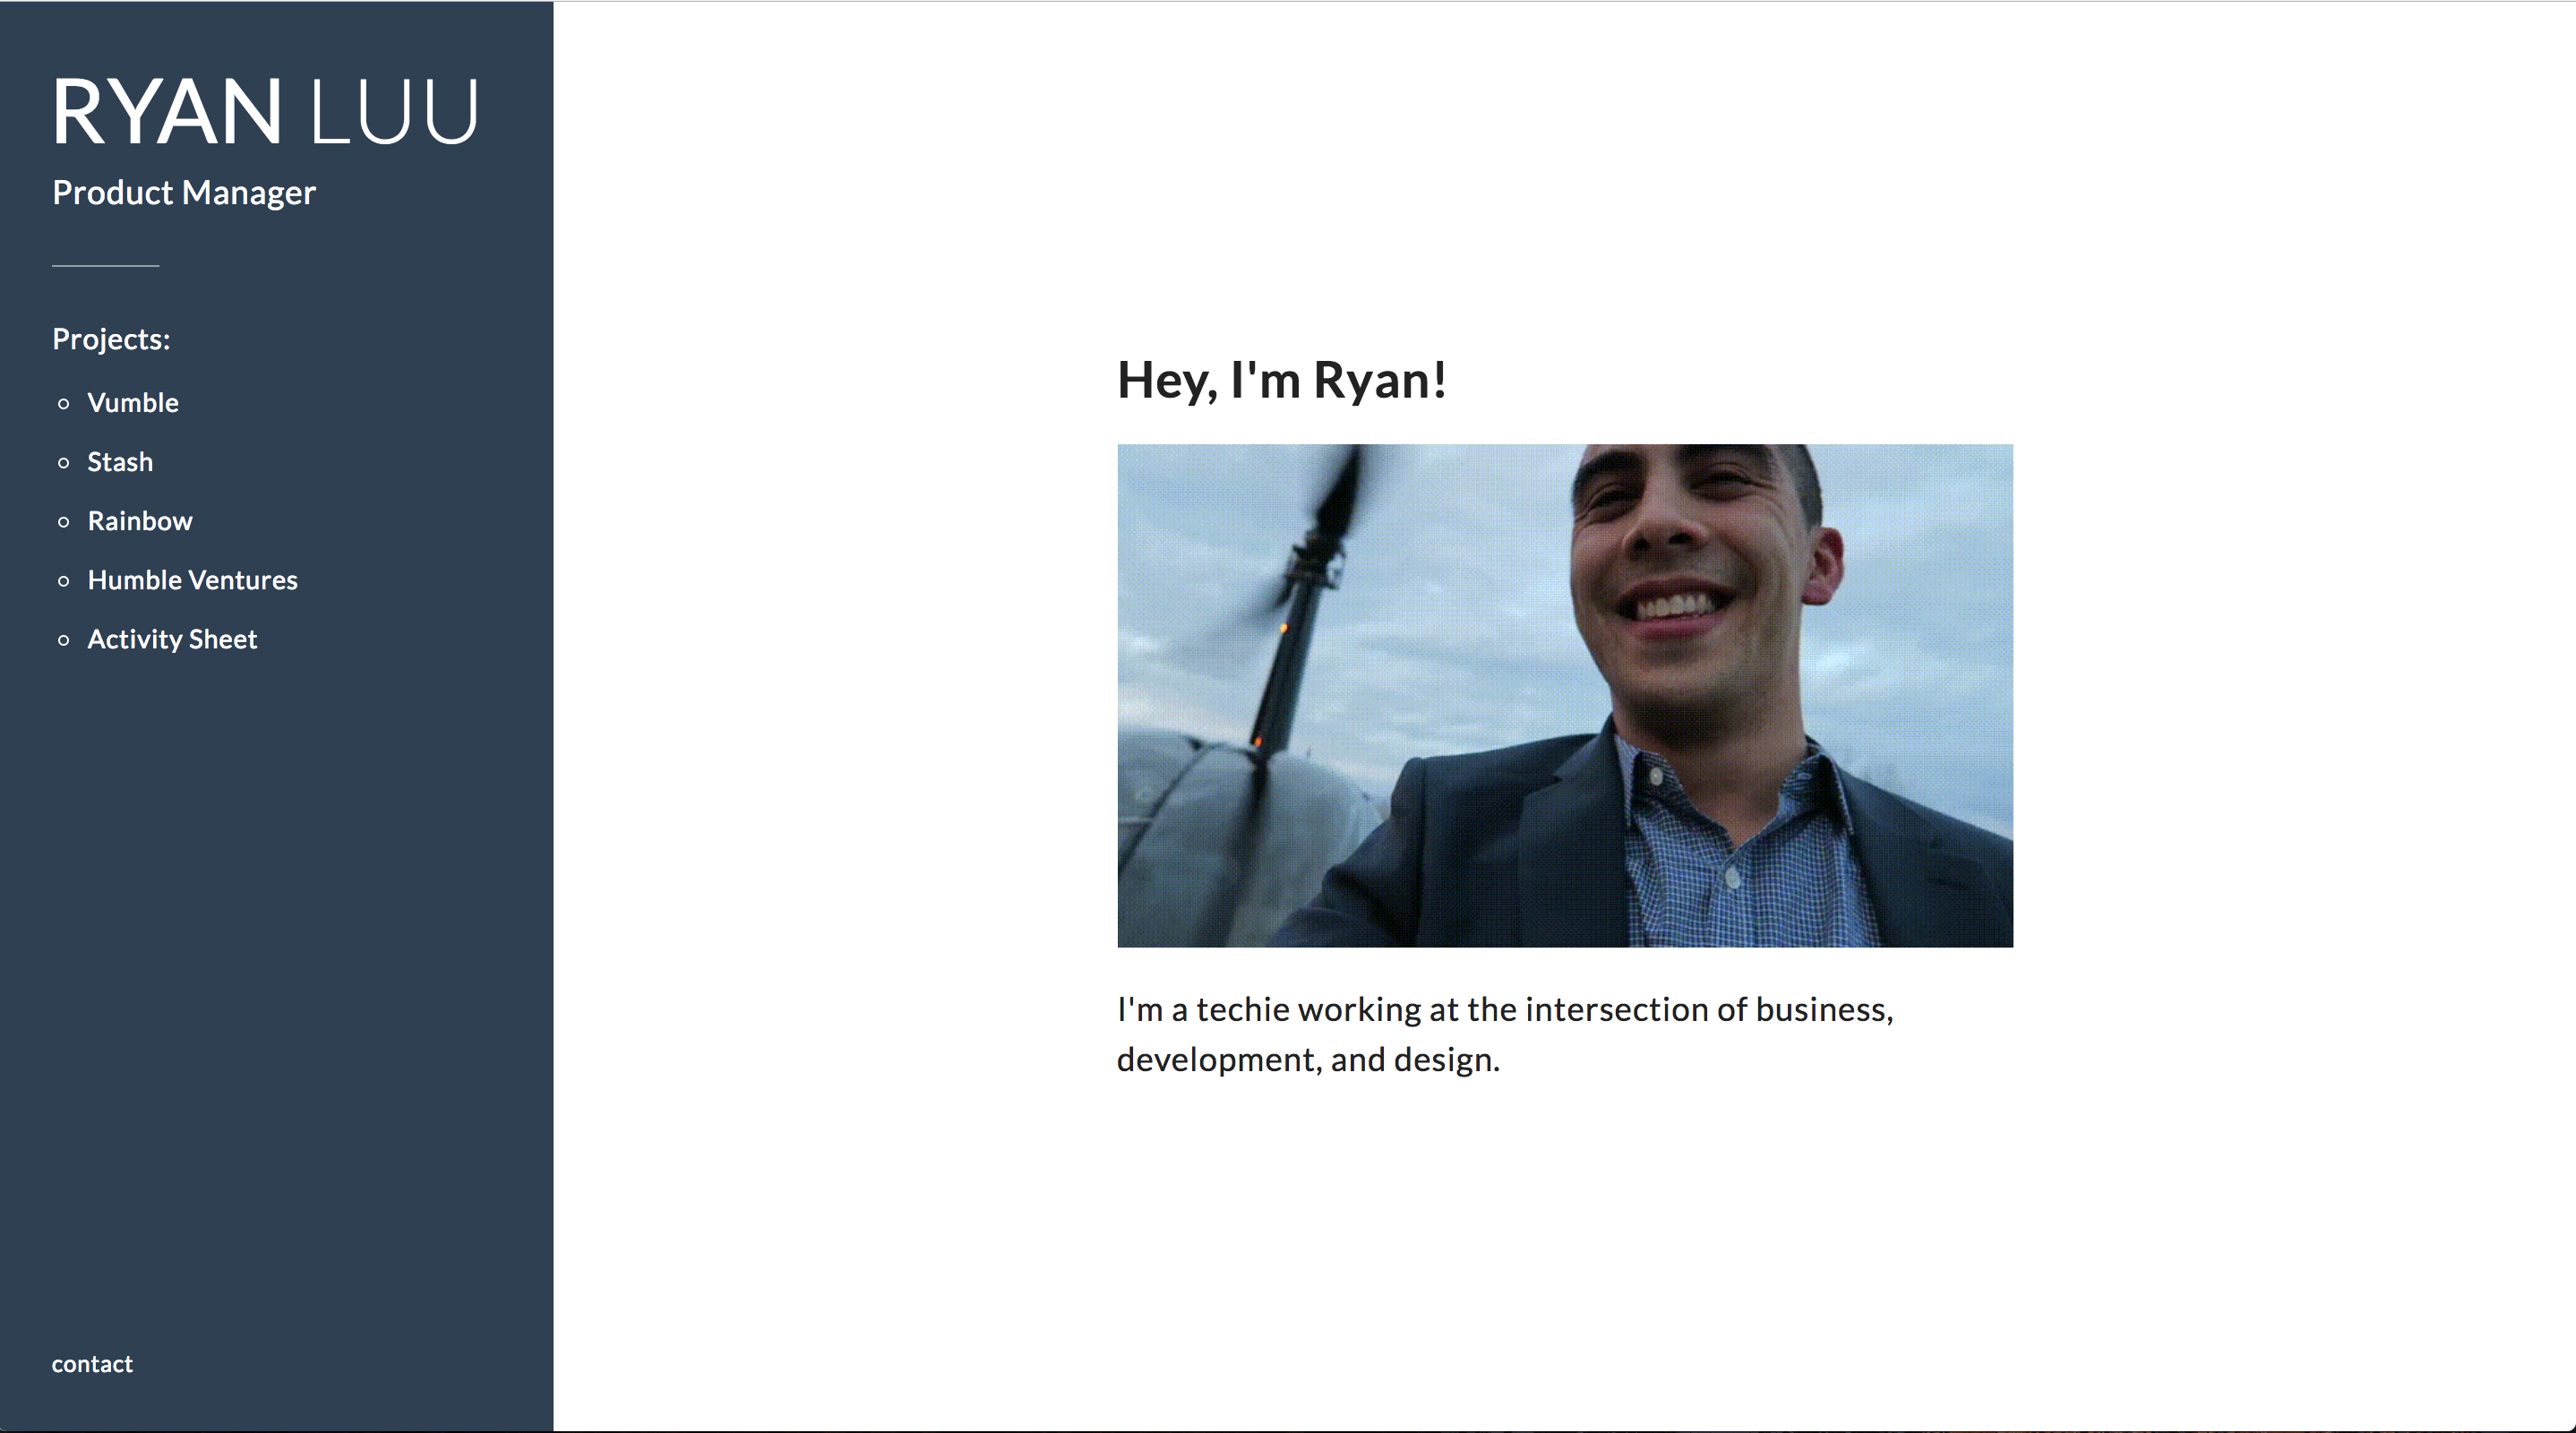 RYAN LUU
Product Manager
Projects:
Vumble
Stash
Rainbow
Humble Ventures
Activity Sheet
contact
Hey, I'm Ryan!
I'm a techie working at the intersection of business,
development, and design.